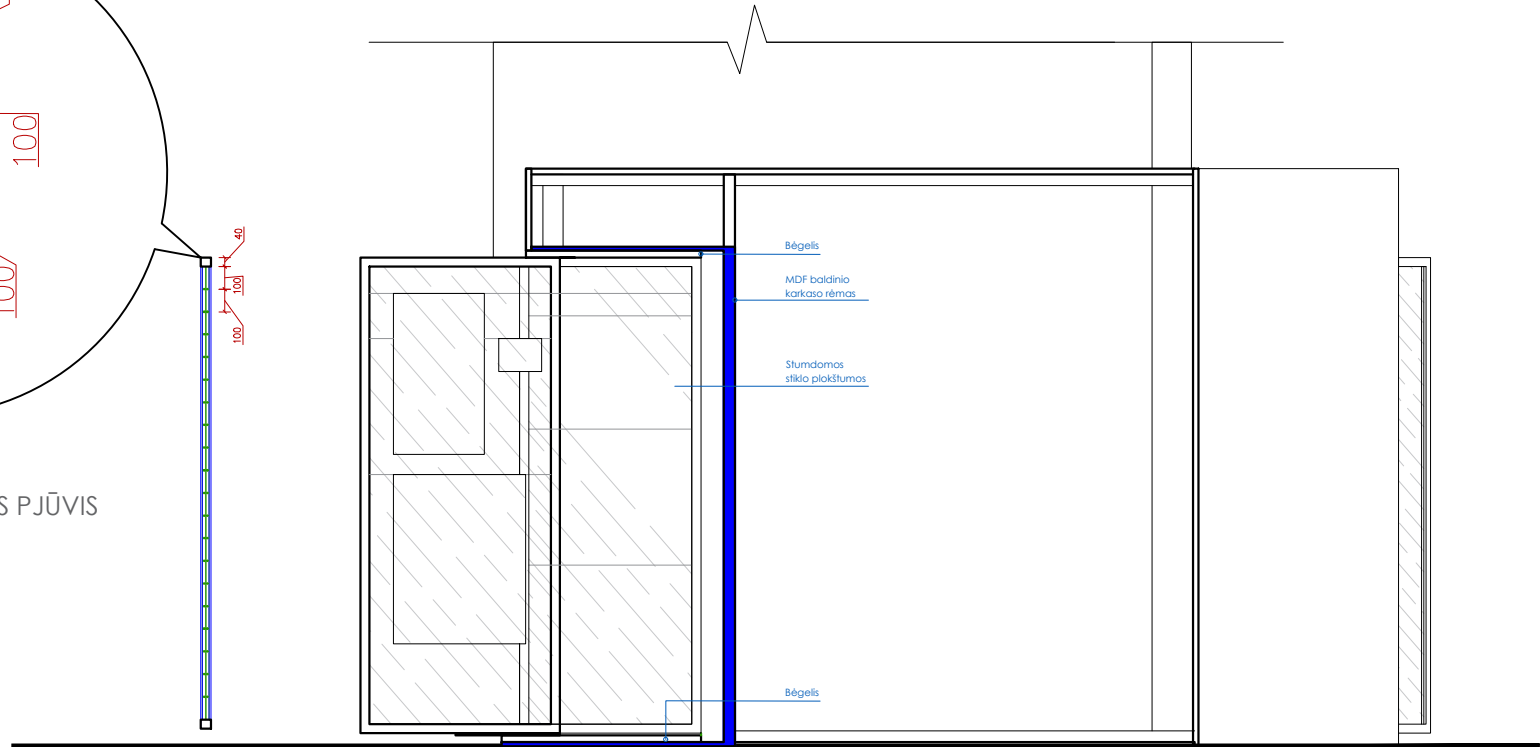 100
100
40
100
100
S PJŪVIS
Bėgelis
MDF baldinio
karkaso rėmas
Stumdomos
stiklo plokštumos
Bėgelis